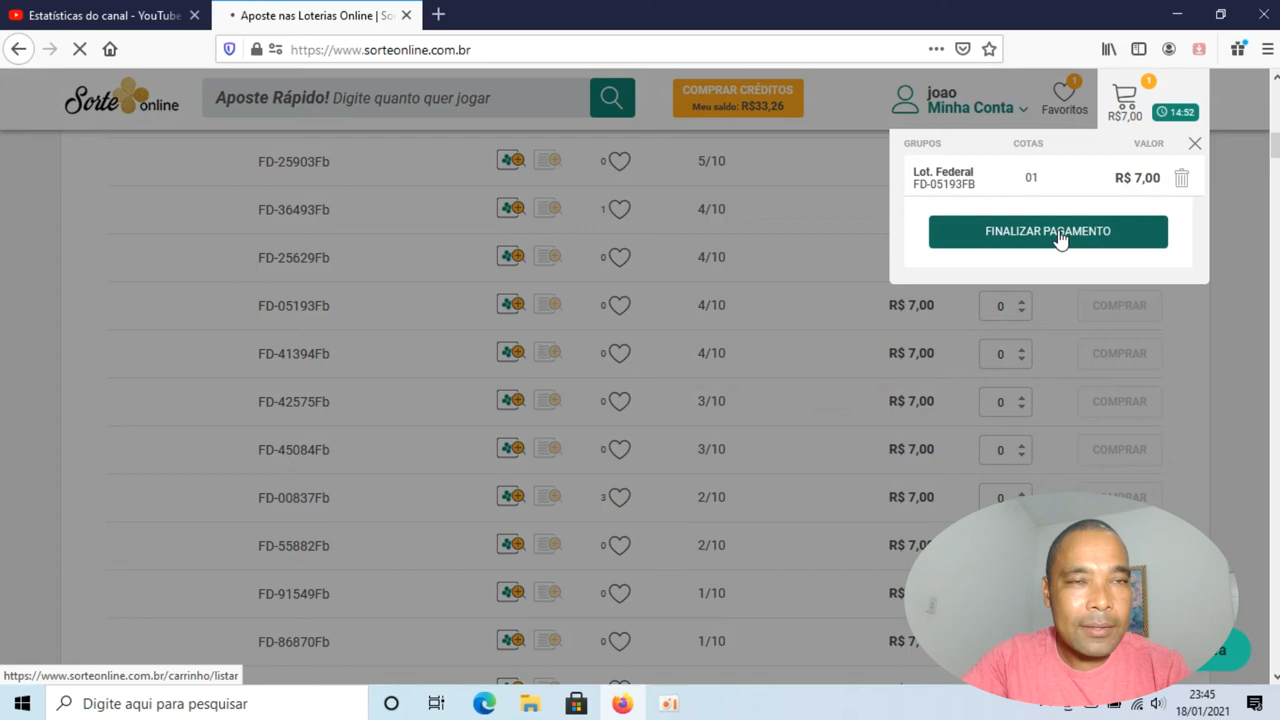 Estatísticas do canal - YouTube
Aposte nas Loterias Online | So
https://www.sorteonline.com.br
Sorte online
Aposte Rápido! Digite quanto quer jogar
COMPRAR CRÉDITOS
Meu saldo: R$33,26
joao
Minha Conta
1
Favoritos
1
R$7,00
14:52
GRUPOS COTAS VALOR
Lot. Federal
FD-05193FB
01 R$ 7,00
FINALIZAR PAGAMENTO
FD-25903Fb 0 5/10
FD-36493Fb 1 4/10
FD-25629Fb 0 4/10
FD-05193Fb 0 4/10 R$ 7,00 0 COMPRAR
FD-41394Fb 0 4/10 R$ 7,00 0 COMPRAR
FD-42575Fb 0 3/10 R$ 7,00 0 COMPRAR
FD-45084Fb 0 3/10 R$ 7,00 0 COMPRAR
FD-00837Fb 3 2/10 R$ 7,00 0 COMPRAR
FD-55882Fb 0 2/10 R$ 7,0
FD-91549Fb 0 1/10 R$
FD-86870Fb 0 1/10 R$ 7
https://www.sorteonline.com.br/carrinho/listar
Digite aqui para pesquisar
23:45
18/01/2021